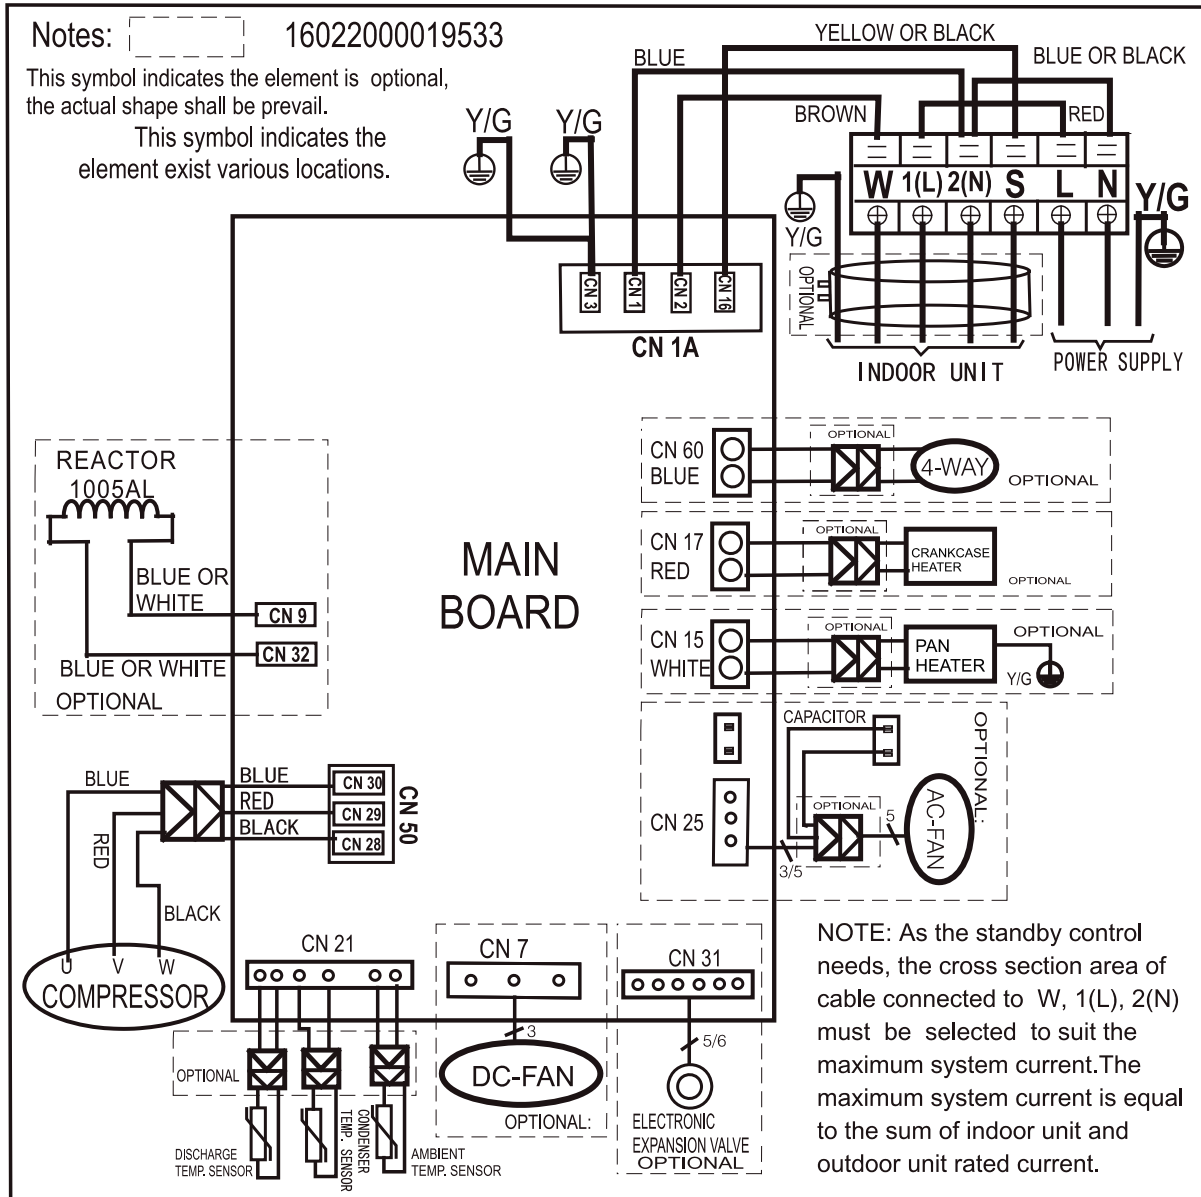 Notes:
16022000019533
This symbol indicates the element is optional,
the actual shape shall be prevail.
This symbol indicates the
element exist various locations.
YELLOW OR BLACK
BLUE
BLUE OR BLACK
BROWN
RED
Y/G
Y/G
W 1(L) 2(N) S L N
Y/G
Y/G
OPTIONAL
INDOOR UNIT
POWER SUPPLY
CN 3
CN 1
CN 2
CN 16
CN 1A
REACTOR
1005AL
BLUE OR
WHITE
CN 9
CN 32
BLUE OR WHITE
OPTIONAL
MAIN
BOARD
CN 60
BLUE
OPTIONAL
4-WAY
OPTIONAL
CN 17
RED
OPTIONAL
CRANKCASE
HEATER
OPTIONAL
CN 15
WHITE
OPTIONAL
PAN
HEATER
OPTIONAL
Y/G
CAPACITOR
OPTIONAL:
CN 25
OPTIONAL
3/5
5
AC-FAN
BLUE
BLUE
CN 30
RED
RED
CN 29
BLACK
CN 28
CN 50
BLACK
U V W
COMPRESSOR
CN 21
OPTIONAL
DISCHARGE
TEMP. SENSOR
CONDENSER
TEMP. SENSOR
AMBIENT
TEMP. SENSOR
CN 7
3
DC-FAN
OPTIONAL:
CN 31
5/6
ELECTRONIC
EXPANSION VALVE
OPTIONAL
NOTE: As the standby control
needs, the cross section area of
cable connected to W, 1(L), 2(N)
must be selected to suit the
maximum system current.The
maximum system current is equal
to the sum of indoor unit and
outdoor unit rated current.